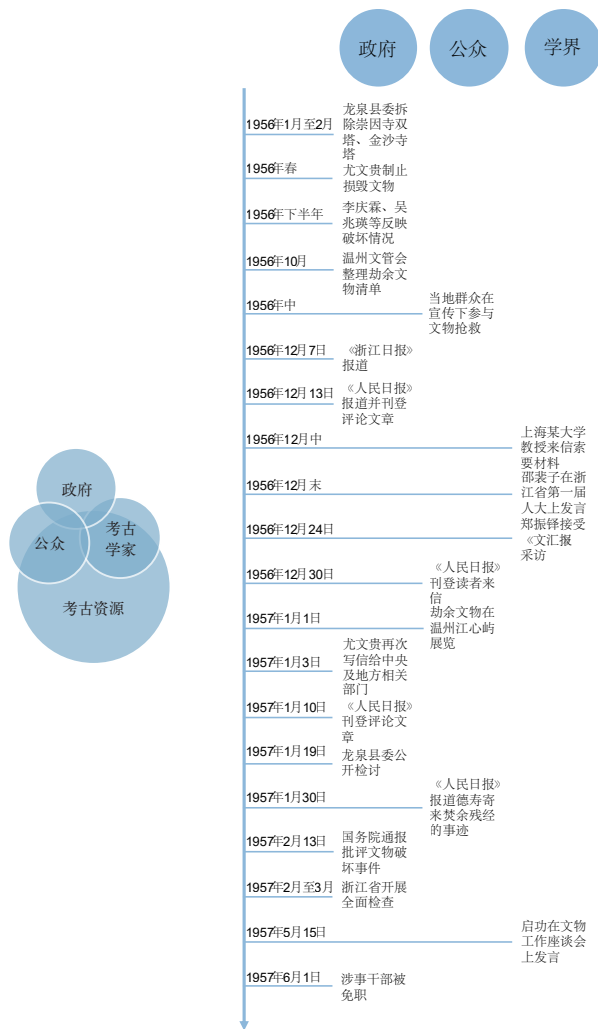 政府
公众
学界
1956年1月至2月
龙泉县委拆
除崇因寺双
塔、金沙寺
塔
1956年春
尤文贵制止
损毁文物
1956年下半年
李庆霖、吴
兆瑛等反映
破坏情况
1956年10月
温州文管会
整理劫余文
物清单
1956年中
当地群众在
宣传下参与
文物抢救
1956年12月7日
《浙江日报》
报道
1956年12月13日
《人民日报》
报道并刊登
评论文章
1956年12月中
上海某大学
教授来信索
要材料
1956年12月末
邵裴子在浙
江省第一届
人大上发言
1956年12月24日
郑振铎接受
《文汇报
采访
1956年12月30日
《人民日报》
刊登读者来
信
1957年1月1日
劫余文物在
温州江心屿
展览
1957年1月3日
尤文贵再次
写信给中央
及地方相关
部门
1957年1月10日
《人民日报》
刊登评论文
章
1957年1月19日
龙泉县委公
开检讨
1957年1月30日
《人民日报》
报道德寿寄
来焚余残经
的事迹
1957年2月13日
国务院通报
批评文物破
坏事件
1957年2月至3月
浙江省开展
全面检查
1957年5月15日
启功在文物
工作座谈会
上发言
1957年6月1日
涉事干部被
免职
政府
公众
考古
学家
考古资源